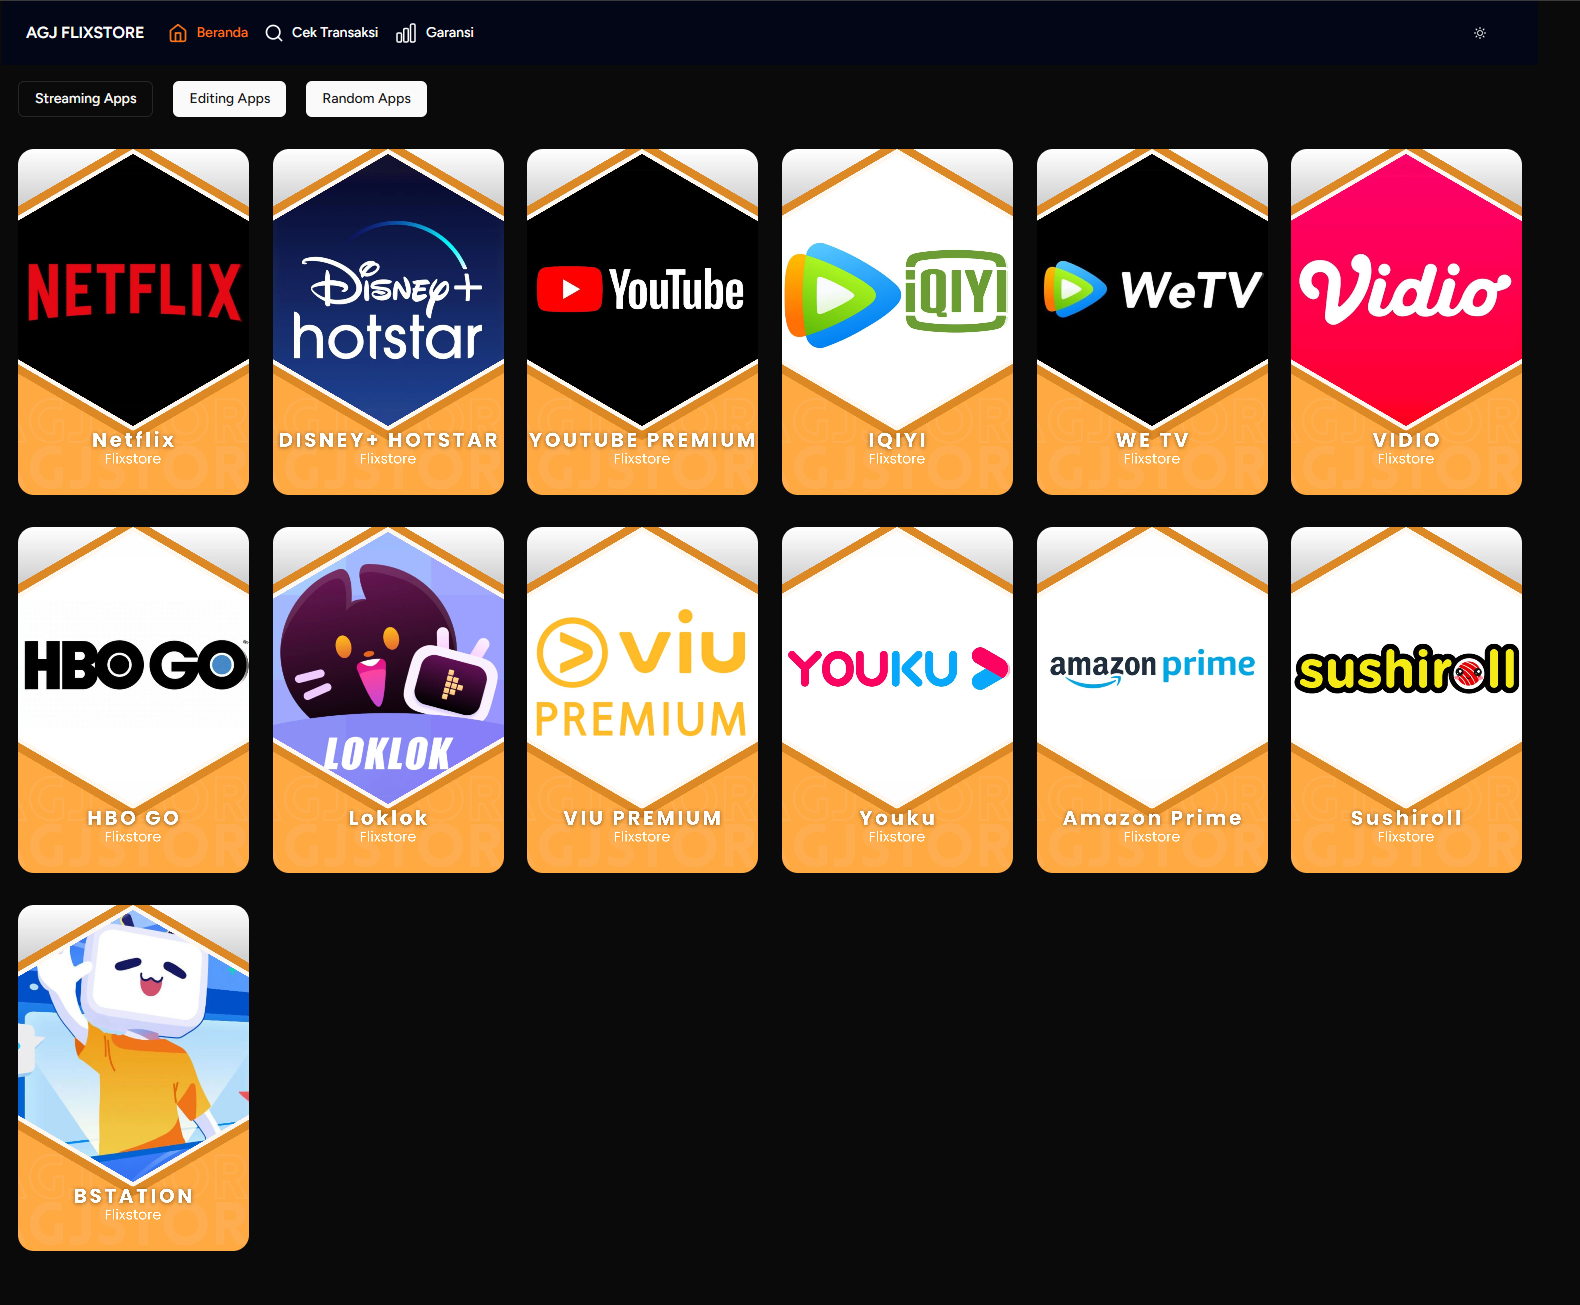 AGJ FLIXSTORE Beranda Cek Transaksi Garansi
Streaming Apps Editing Apps Random Apps
NETFLIX
Netflix
Flixstore
Disney+
hotstar
DISNEY+ HOTSTAR
Flixstore
YouTube
YOUTUBE PREMIUM
Flixstore
iQIYI
IQIYI
Flixstore
WeTV
WE TV
Flixstore
Vidio
VIDIO
Flixstore
HBO GO
HBO GO
Flixstore
LOKLOK
Loklok
Flixstore
viu
PREMIUM
VIU PREMIUM
Flixstore
YOUKU
Youku
Flixstore
amazon prime
Amazon Prime
Flixstore
sushiroll
Sushiroll
Flixstore
BSTATION
Flixstore